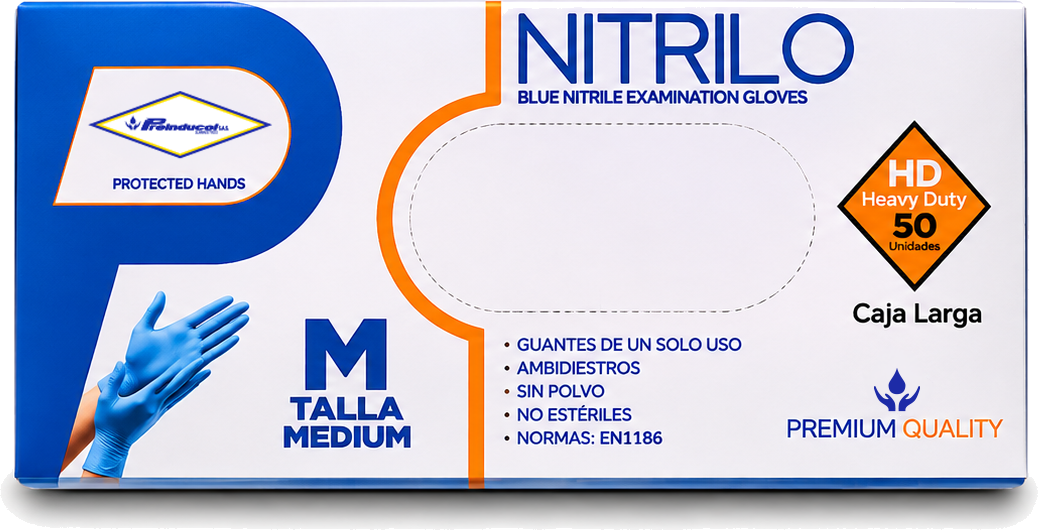 NITRILO
BLUE NITRILE EXAMINATION GLOVES
Preinducol S.A.S.
PROTECTED HANDS
HD
Heavy Duty
50
Unidades
Caja Larga
M
TALLA
MEDIUM
• GUANTES DE UN SOLO USO
• AMBIDIESTROS
• SIN POLVO
• NO ESTÉRILES
• NORMAS: EN1186
PREMIUM QUALITY